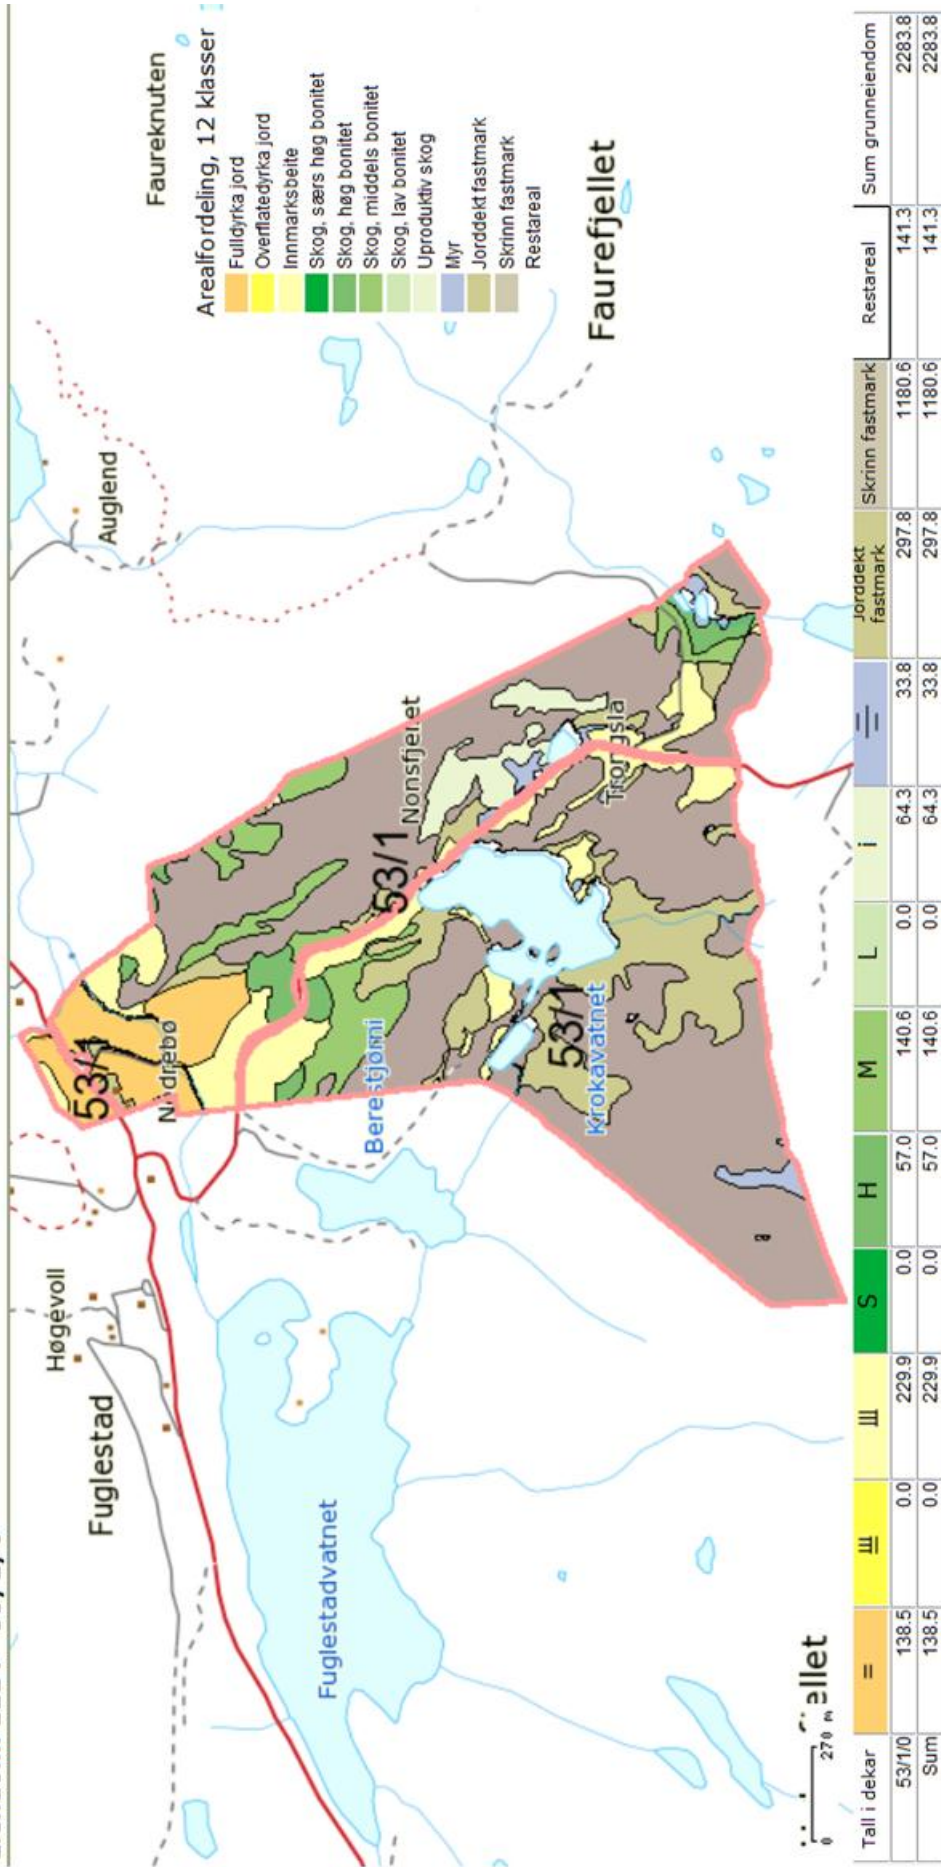 Faureknuten
Arealfordeling, 12 klasser
Fulldyrka jord
Overflatedyrka jord
Innmarksbeite
Skog, særs høg bonitet
Skog, høg bonitet
Skog, middels bonitet
Skog, lav bonitet
Uproduktiv skog
Myr
Jorddekt fastmark
Skrinn fastmark
Restareal
Auglend
Høgevoll
Fuglestad
53/1
Berestjørni
53/1
Faurefjellet
Fuglestadvatnet
53/1
Krokavatnet
0 270 m
Tall i dekar = S H M L i Jorddekt fastmark Skrinn fastmark Restareal Sum grunneiendom
53/1/0 138.5 0.0 229.9 0.0 57.0 140.6 0.0 64.3 33.8 297.8 1180.6 141.3 2283.8
Sum 138.5 0.0 229.9 0.0 57.0 140.6 0.0 64.3 33.8 297.8 1180.6 141.3 2283.8